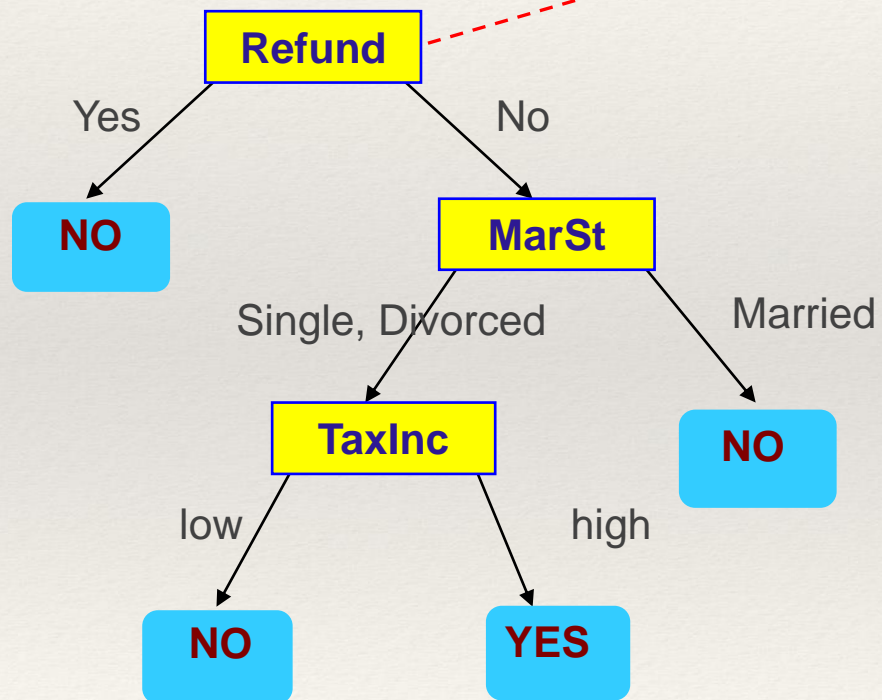 Refund
Yes
No
NO
MarSt
Single, Divorced
Married
TaxInc
NO
low
high
NO
YES